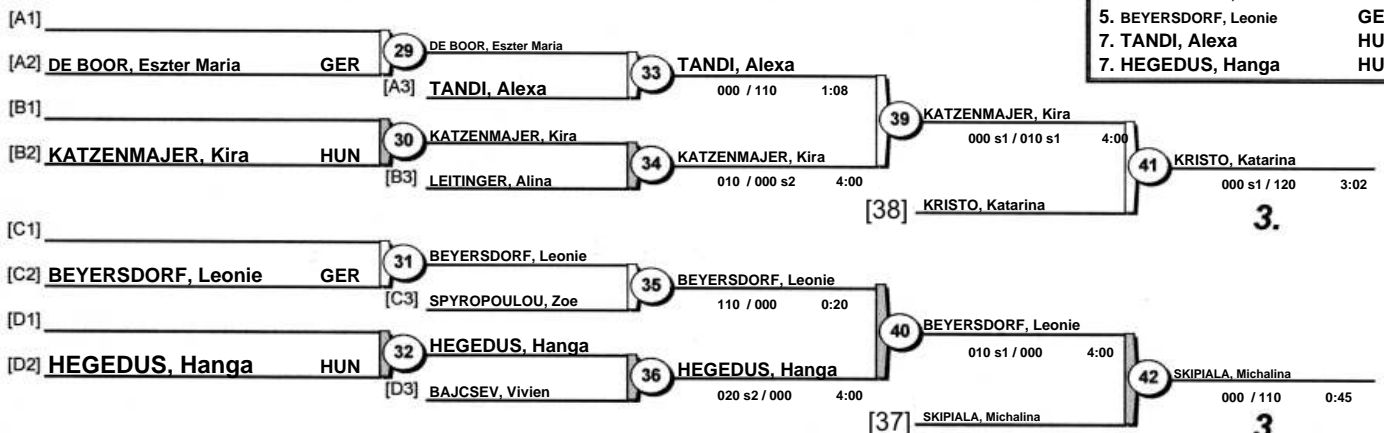 5. BEYERSDORF, Leonie GE
7. TANDI, Alexa HU
7. HEGEDUS, Hanga HU
[A1]
[A2] DE BOOR, Eszter Maria GER
29
DE BOOR, Eszter Maria
[A3] TANDI, Alexa
33
TANDI, Alexa
000 / 110 1:08
[B1]
[B2] KATZENMAJER, Kira HUN
30
KATZENMAJER, Kira
[B3] LEITINGER, Alina
34
KATZENMAJER, Kira
010 / 000 s2 4:00
39
KATZENMAJER, Kira
000 s1 / 010 s1 4:00
[38] KRISTO, Katarina
41
KRISTO, Katarina
000 s1 / 120 3:02
3.
[C1]
[C2] BEYERSDORF, Leonie GER
31
BEYERSDORF, Leonie
[C3] SPYROPOULOU, Zoe
35
BEYERSDORF, Leonie
110 / 000 0:20
[D1]
[D2] HEGEDUS, Hanga HUN
32
HEGEDUS, Hanga
[D3] BAJCSEV, Vivien
36
HEGEDUS, Hanga
020 s2 / 000 4:00
40
BEYERSDORF, Leonie
010 s1 / 000 4:00
[37] SKIPIALA, Michalina
42
SKIPIALA, Michalina
000 / 110 0:45
3